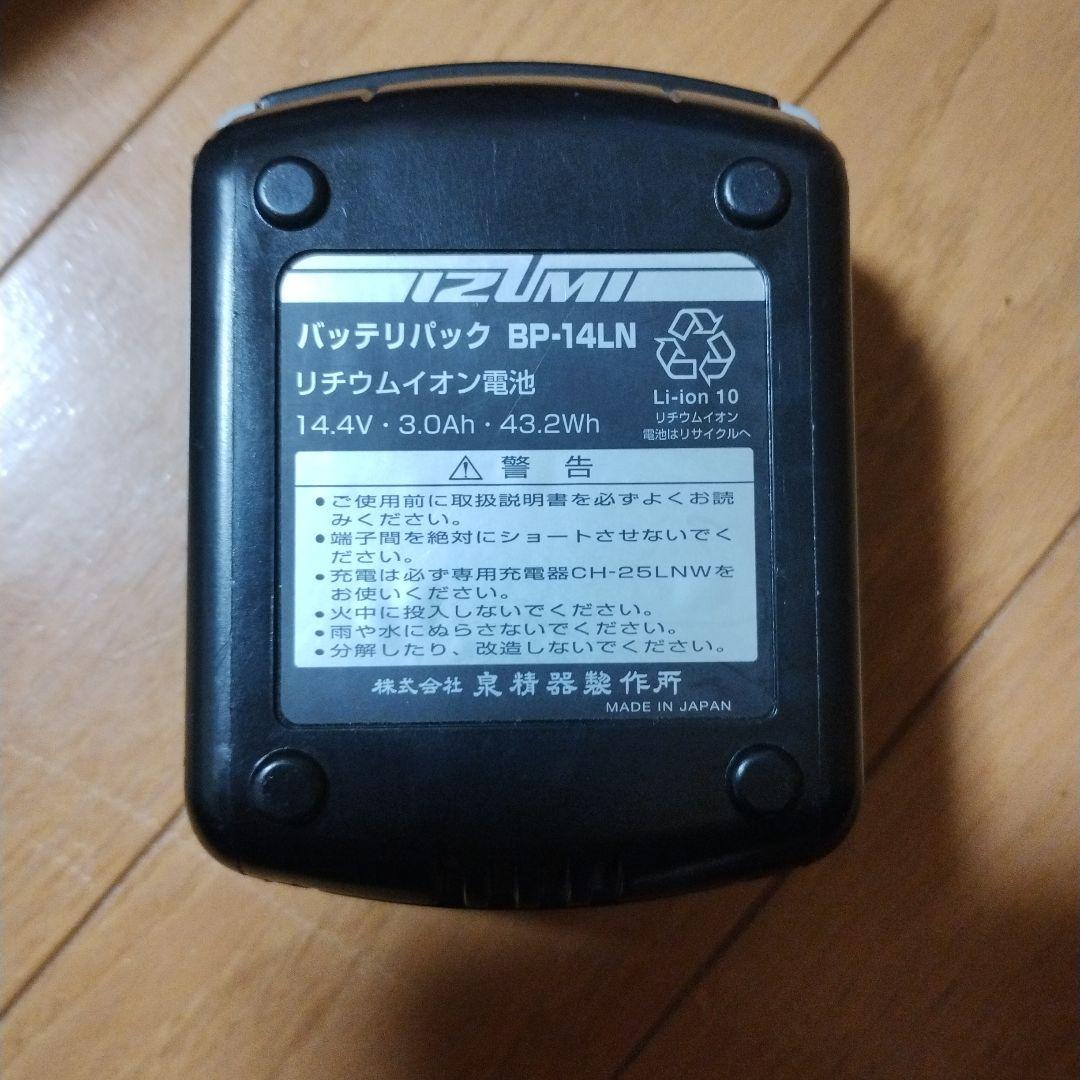 IZUMI
バッテリパック BP-14LN
リチウムイオン電池
14.4V・3.0Ah・43.2Wh
Li-ion 10
リチウムイオン
電池はリサイクルへ
⚠ 警告
●ご使用前に取扱説明書を必ずよくお読
みください。
●端子間を絶対にショートさせないでく
ださい。
●充電は必ず専用充電器CH-25LNWを
お使いください。
●火中に投入しないでください。
●雨や水にぬらさないでください。
●分解したり、改造しないでください。
株式会社 泉精器製作所
MADE IN JAPAN